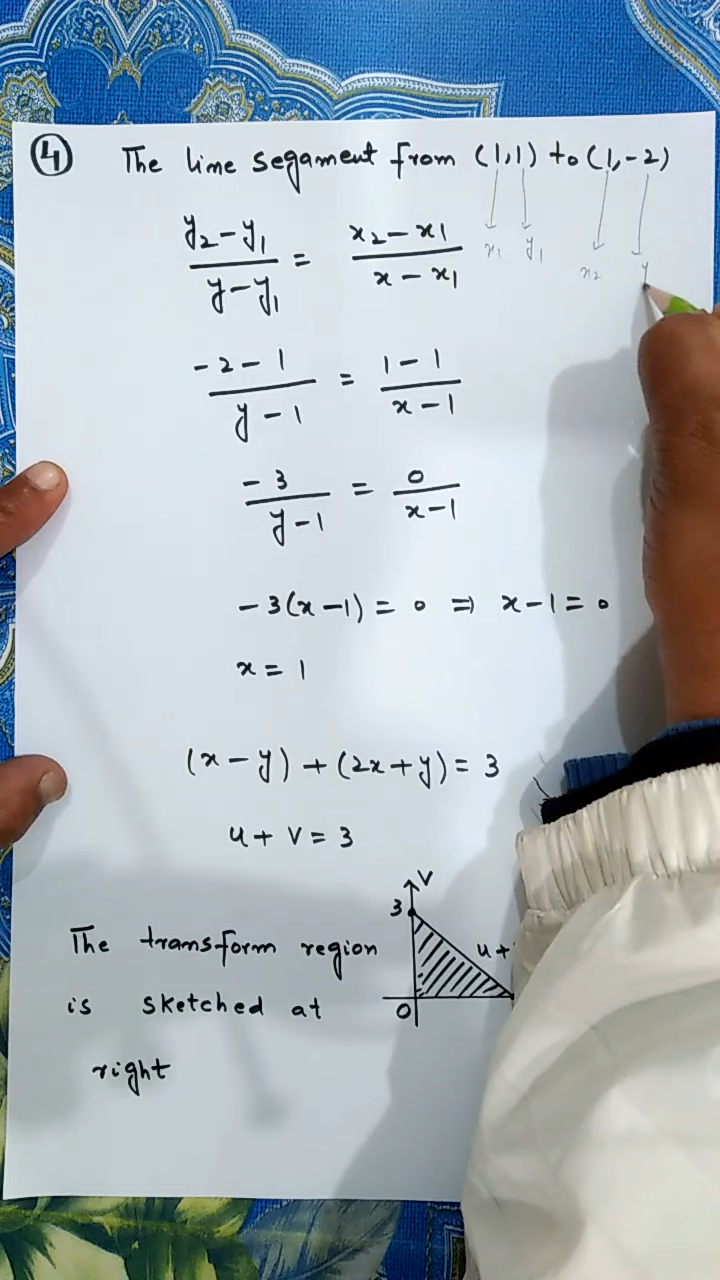 ④ The line segament from (1,1) to (1,-2)
x₁ y₁ x₂ y
y₂-y₁ / y-y₁ = x₂-x₁ / x-x₁
-2-1 / y-1 = 1-1 / x-1
-3 / y-1 = 0 / x-1
-3(x-1) = 0 ⇒ x-1 = 0
x = 1
(x-y) + (2x+y) = 3
u + v = 3
v
3
The transform region
u+
is sketched at
0
right